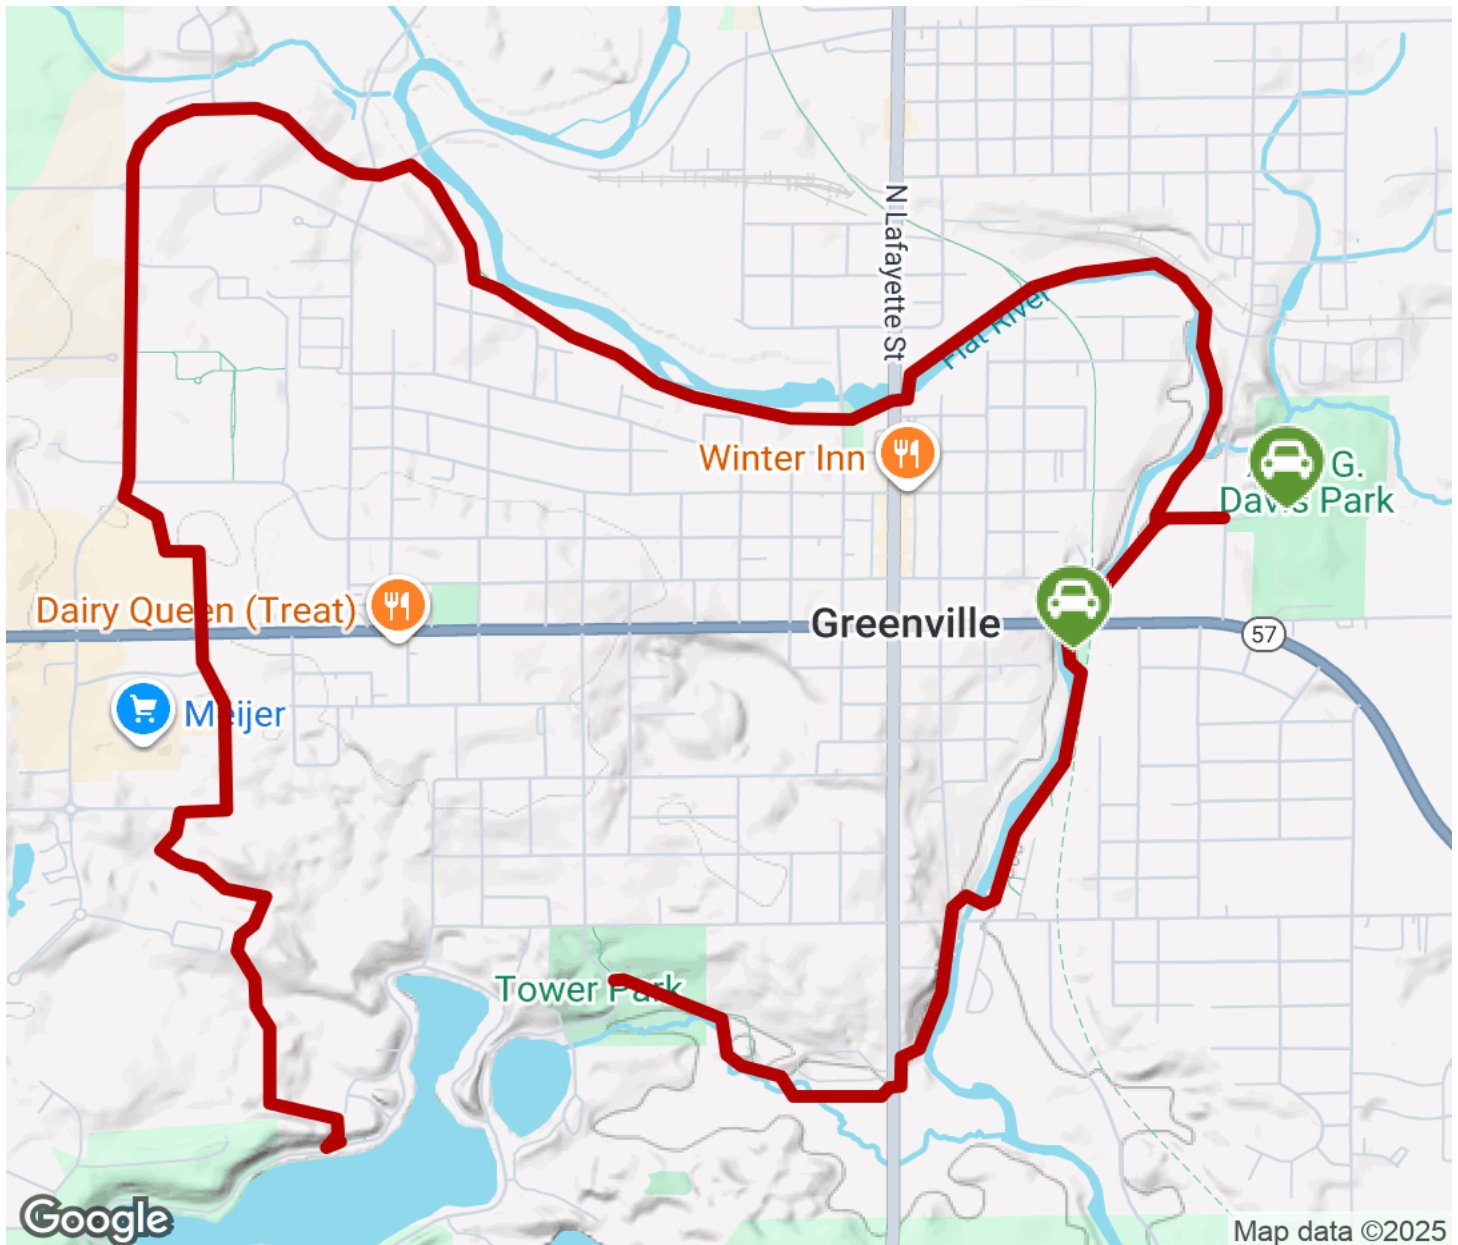 N Lafayette St
Flat River
Winter Inn
G.
Davis Park
Dairy Queen (Treat)
Greenville
57
Meijer
Tower Park
Google
Map data ©2025